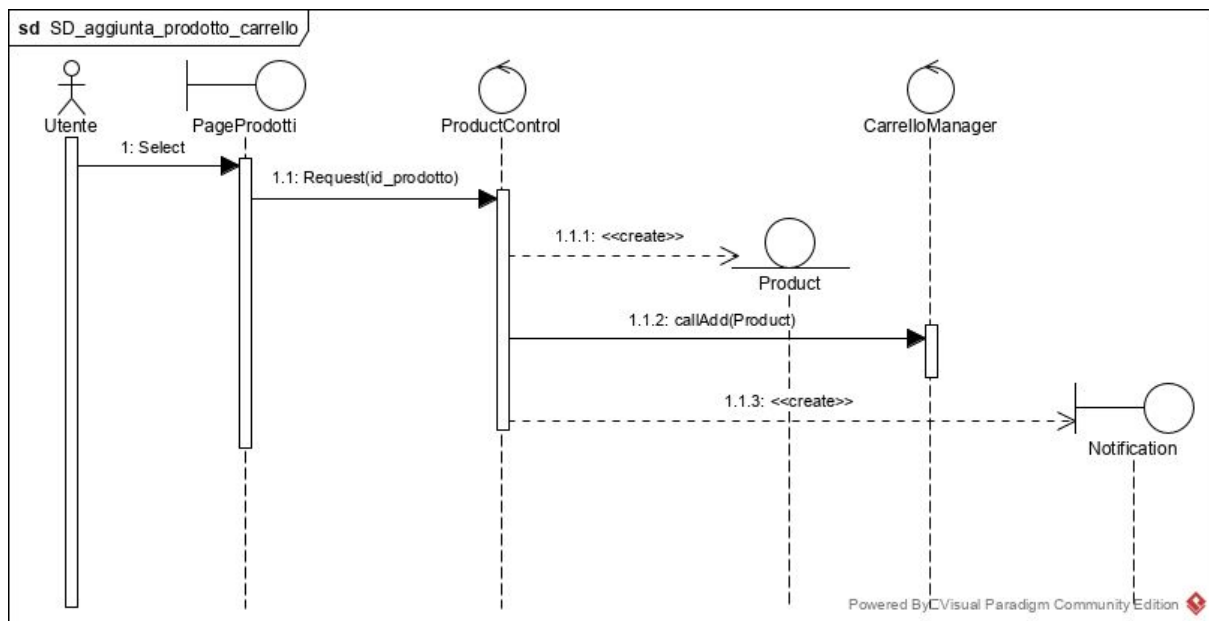 sd SD_aggiunta_prodotto_carrello
Utente
PageProdotti
ProductControl
CarrelloManager
1: Select
1.1: Request(id_prodotto)
1.1.1: <<create>>
Product
1.1.2: callAdd(Product)
1.1.3: <<create>>
Notification
Powered By Visual Paradigm Community Edition